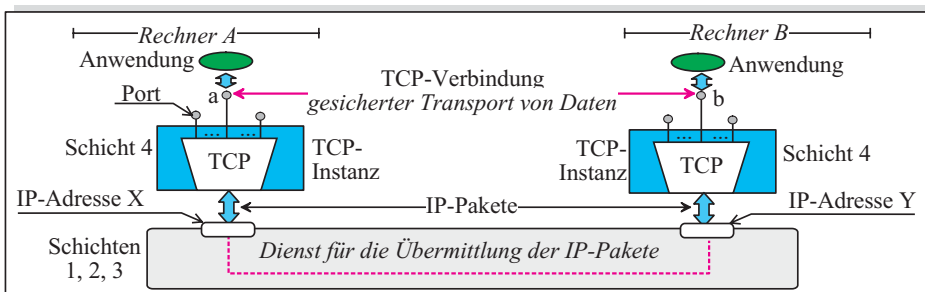 Rechner A
Rechner B
Anwendung
Anwendung
TCP-Verbindung
a
b
gesicherter Transport von Daten
Port
... ...
... ...
Schicht 4
TCP
TCP-
Instanz
TCP-
Instanz
TCP
Schicht 4
IP-Adresse X
IP-Pakete
IP-Adresse Y
Schichten
1, 2, 3
Dienst für die Übermittlung der IP-Pakete